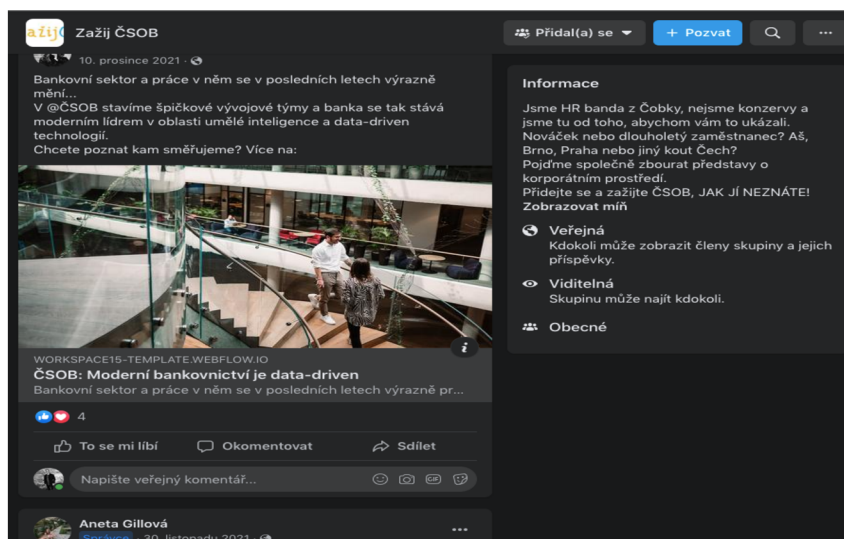 ažij
Zažij ČSOB
Přidal(a) se
+ Pozvat
10. prosince 2021
Bankovní sektor a práce v něm se v posledních letech výrazně
mění...
V @ČSOB stavíme špičkové vývojové týmy a banka se tak stává
moderním lídrem v oblasti umělé inteligence a data-driven
technologií.
Chcete poznat kam směřujeme? Více na:
WORKSPACE15-TEMPLATE.WEBFLOW.IO
ČSOB: Moderní bankovnictví je data-driven
Bankovní sektor a práce v něm se v posledních letech výrazně pr...
4
To se mi líbí
Okomentovat
Sdílet
Napište veřejný komentář...
GIF
Aneta Gillová
Správce · 30. listopadu 2021
Informace
Jsme HR banda z Čobky, nejsme konzervy a
jsme tu od toho, abychom vám to ukázali.
Nováček nebo dlouholetý zaměstnanec? Aš,
Brno, Praha nebo jiný kout Čech?
Pojďme společně zbourat představy o
korporátním prostředí.
Přidejte se a zažijte ČSOB, JAK JÍ NEZNÁTE!
Zobrazovat míň
Veřejná
Kdokoli může zobrazit členy skupiny a jejich
příspěvky.
Viditelná
Skupinu může najít kdokoli.
Obecné